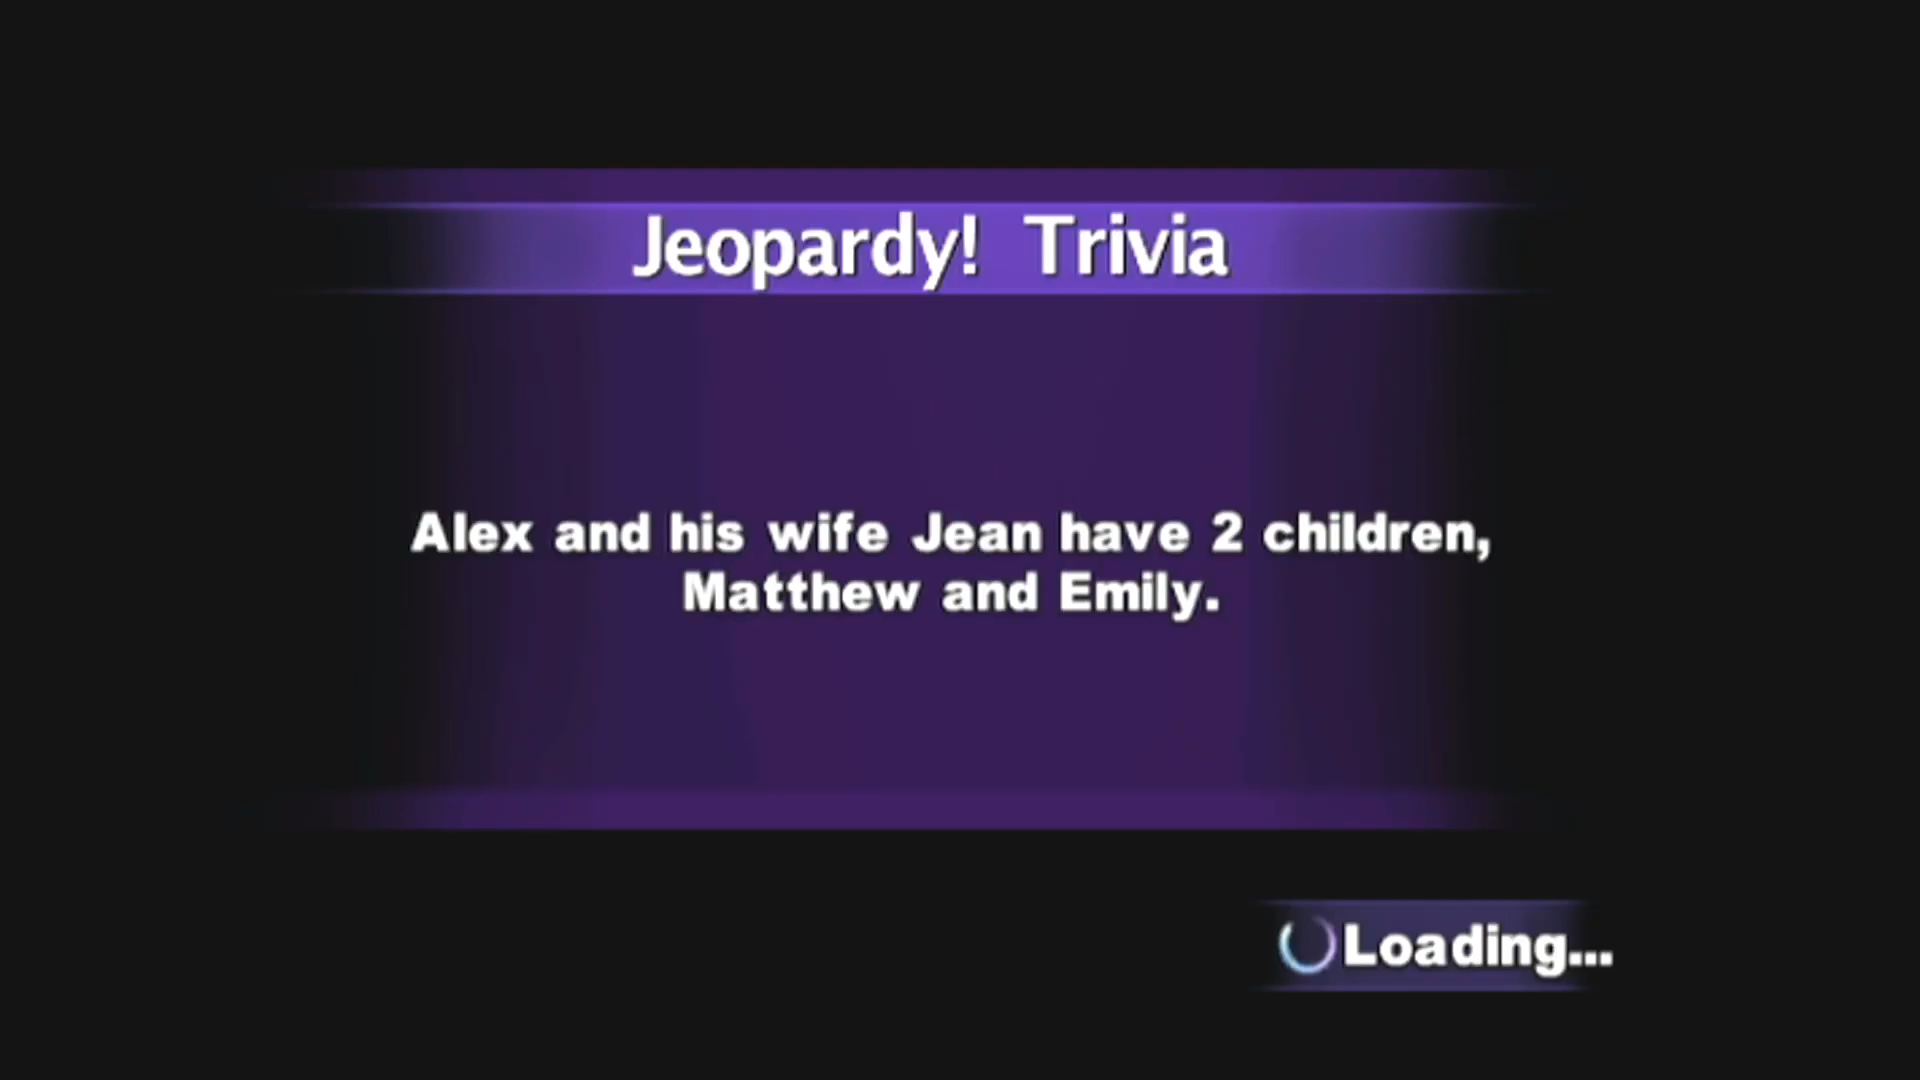 Jeopardy! Trivia
Alex and his wife Jean have 2 children,
Matthew and Emily.
Loading...